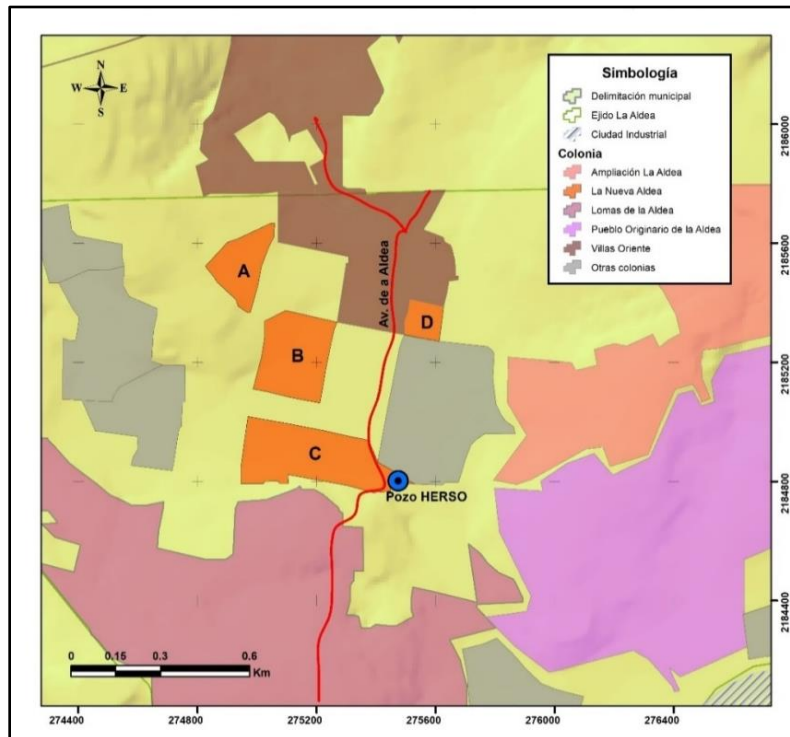 N
W E
S
Simbología
Delimitación municipal
Ejido La Aldea
Ciudad Industrial
Colonia
Ampliación La Aldea
La Nueva Aldea
Lomas de la Aldea
Pueblo Originario de la Aldea
Villas Oriente
Otras colonias
2186000
2185600
2185200
2184800
2184400
A
B
C
D
Av. de a Aldea
Pozo HERSO
0 0.15 0.3 0.6
Km
274400 274800 275200 275600 276000 276400